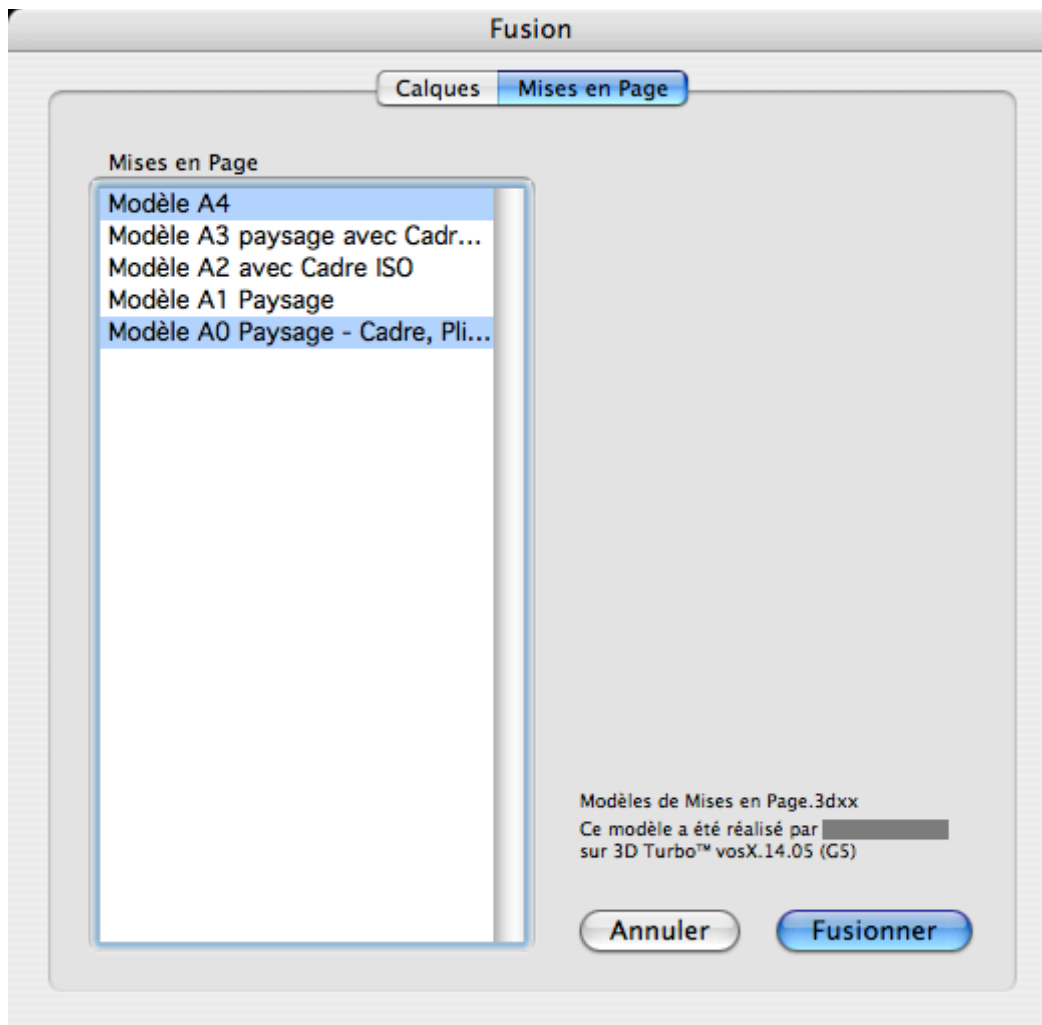 Fusion
Calques
Mises en Page
Mises en Page
Modèle A4
Modèle A3 paysage avec Cadr...
Modèle A2 avec Cadre ISO
Modèle A1 Paysage
Modèle A0 Paysage - Cadre, Pli...
Modèles de Mises en Page.3dxx
Ce modèle a été réalisé par
sur 3D Turbo™ vosX.14.05 (G5)
Annuler
Fusionner